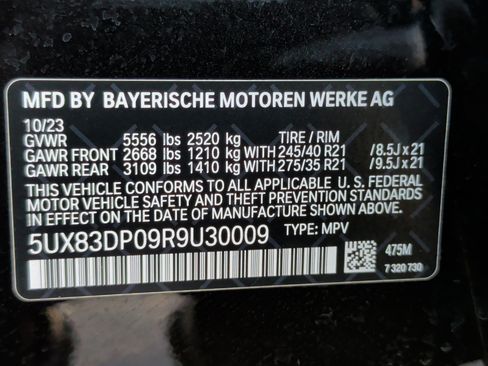 MFD BY BAYERISCHE MOTOREN WERKE AG
10/23
GVWR 5556 lbs 2520 kg TIRE / RIM
GAWR FRONT 2668 lbs 1210 kg WITH 245/40 R21 / 8.5J x 21
GAWR REAR 3109 lbs 1410 kg WITH 275/35 R21 / 9.5J x 21
THIS VEHICLE CONFORMS TO ALL APPLICABLE U. S. FEDERAL
MOTOR VEHICLE SAFETY AND THEFT PREVENTION
STANDARDS IN EFFECT ON THE DATE OF MANUFACTURE SHOWN ABOVE.
5UX83DP09R9U30009 TYPE: MPV
475M
7 320 730